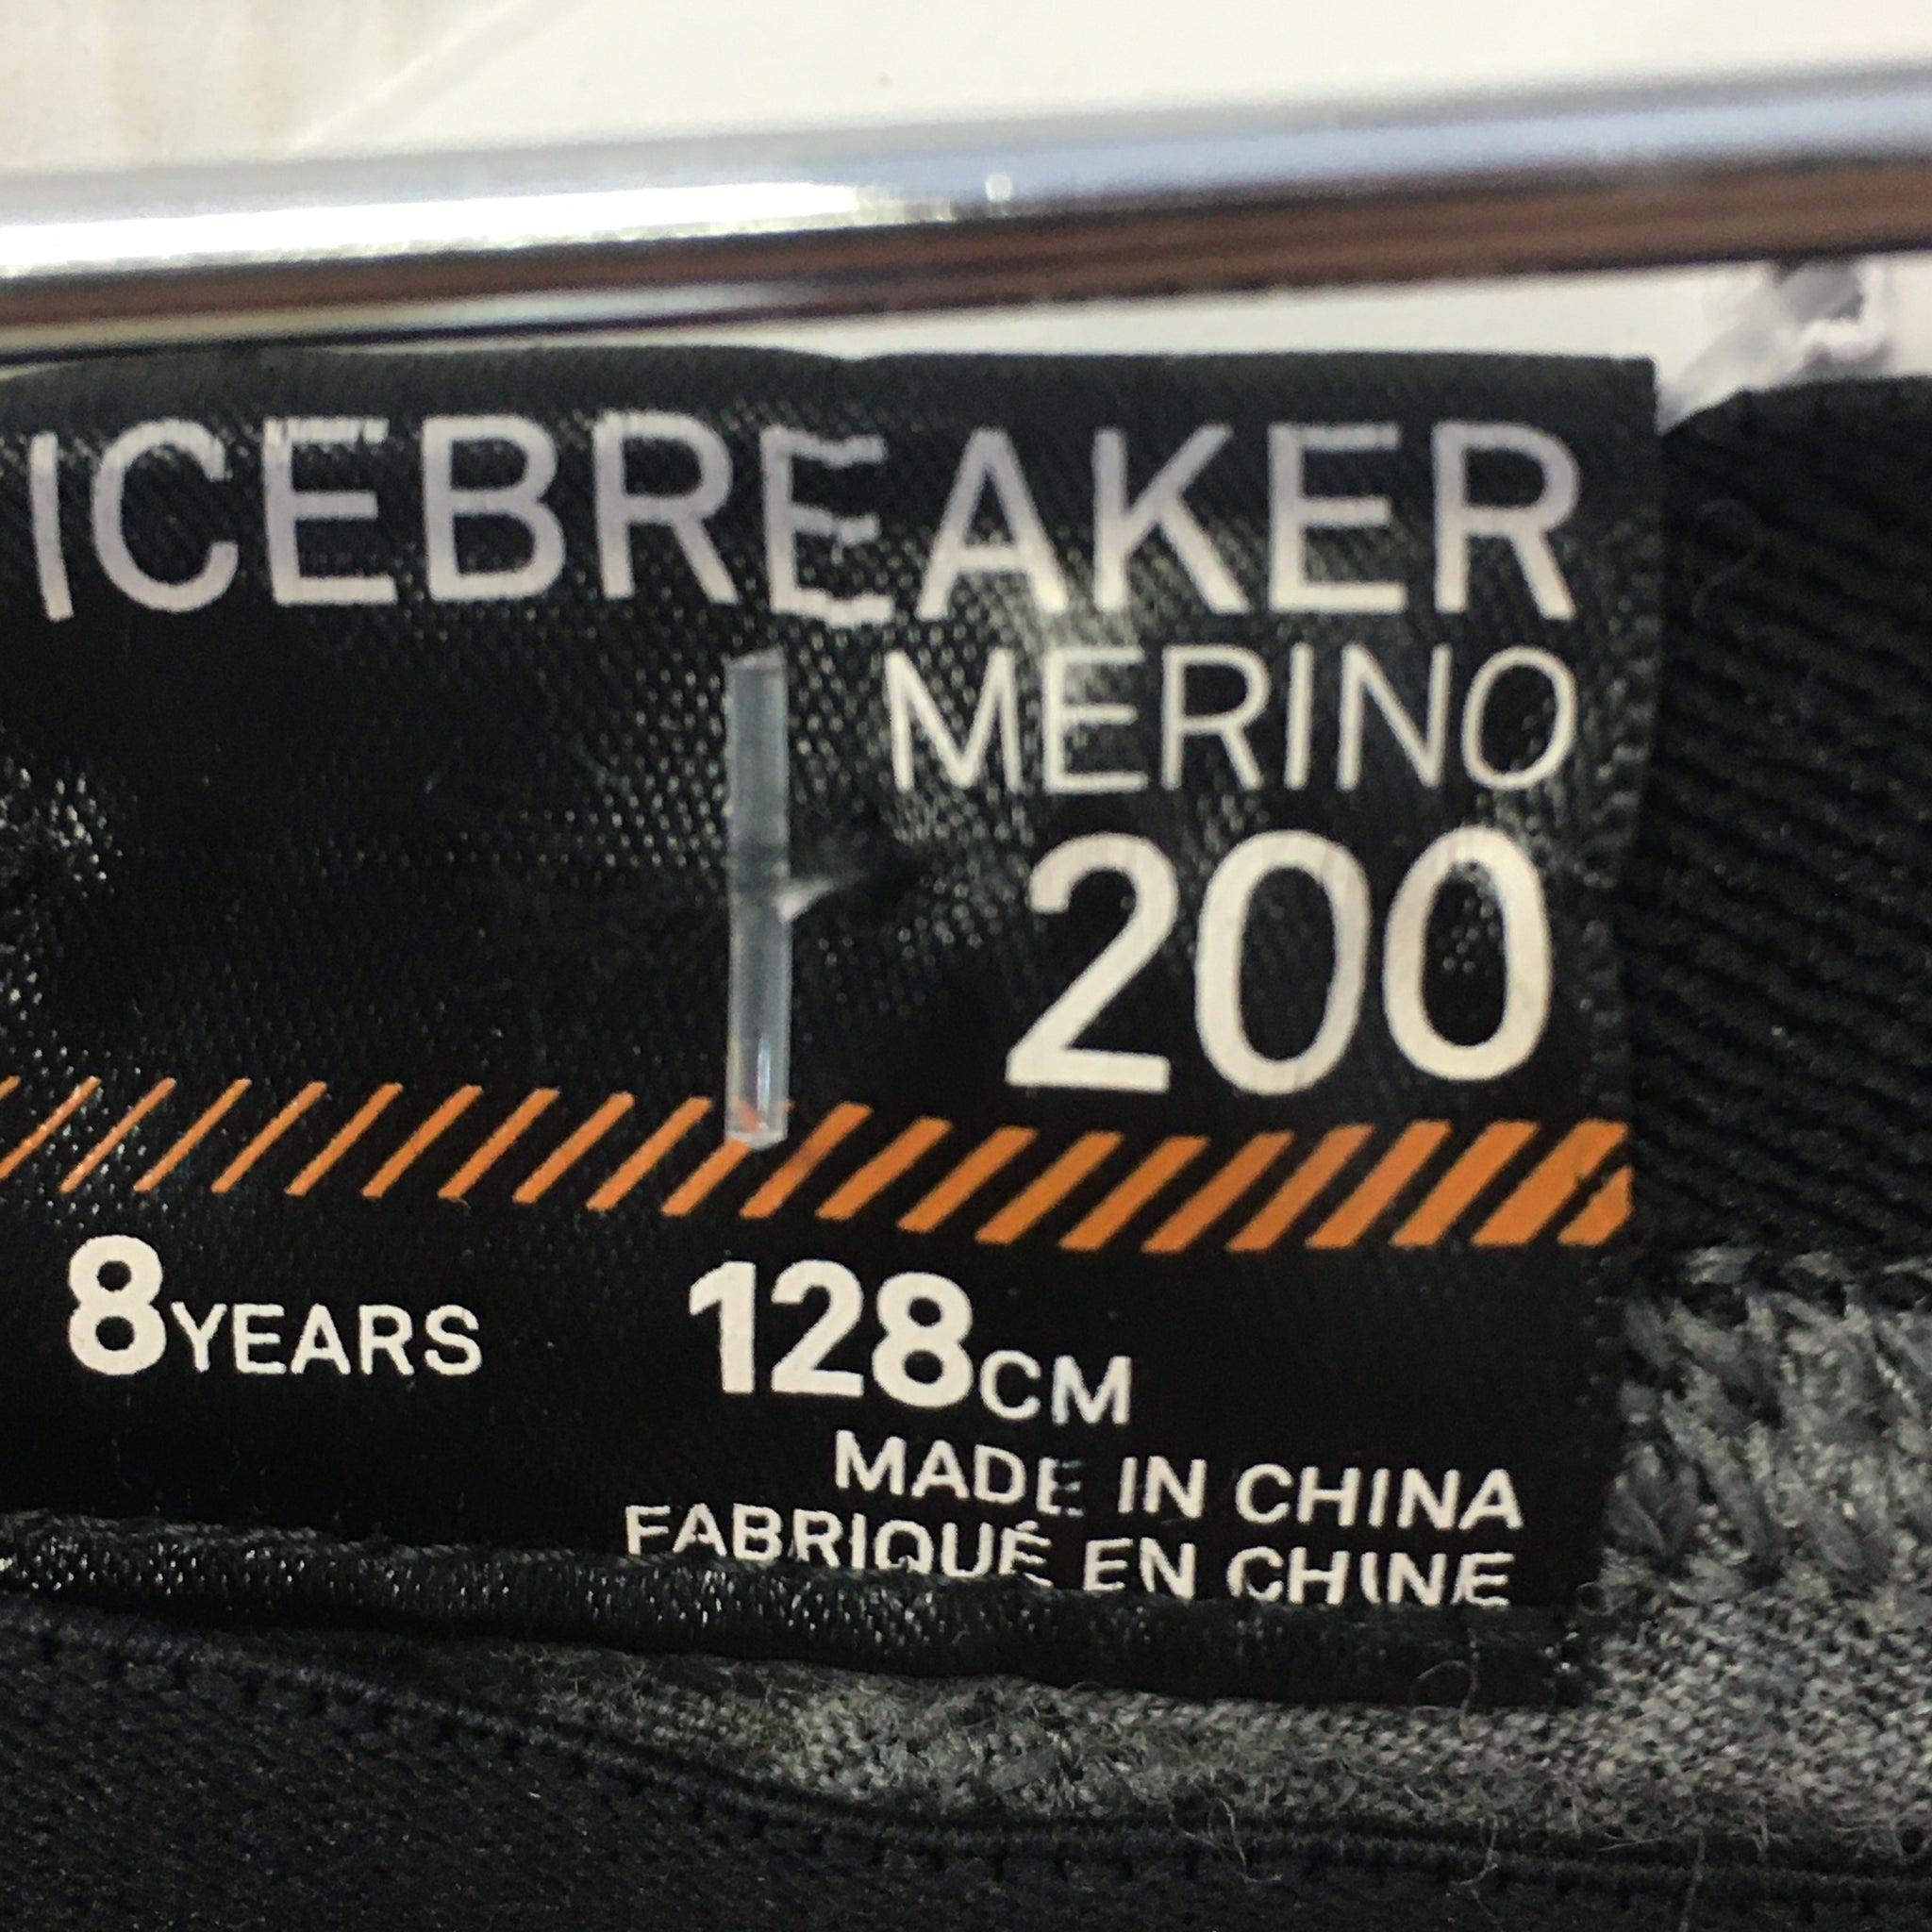 ICEBREAKER
MERINO
200
8YEARS 128CM
MADE IN CHINA
FABRIQUÉ EN CHINE